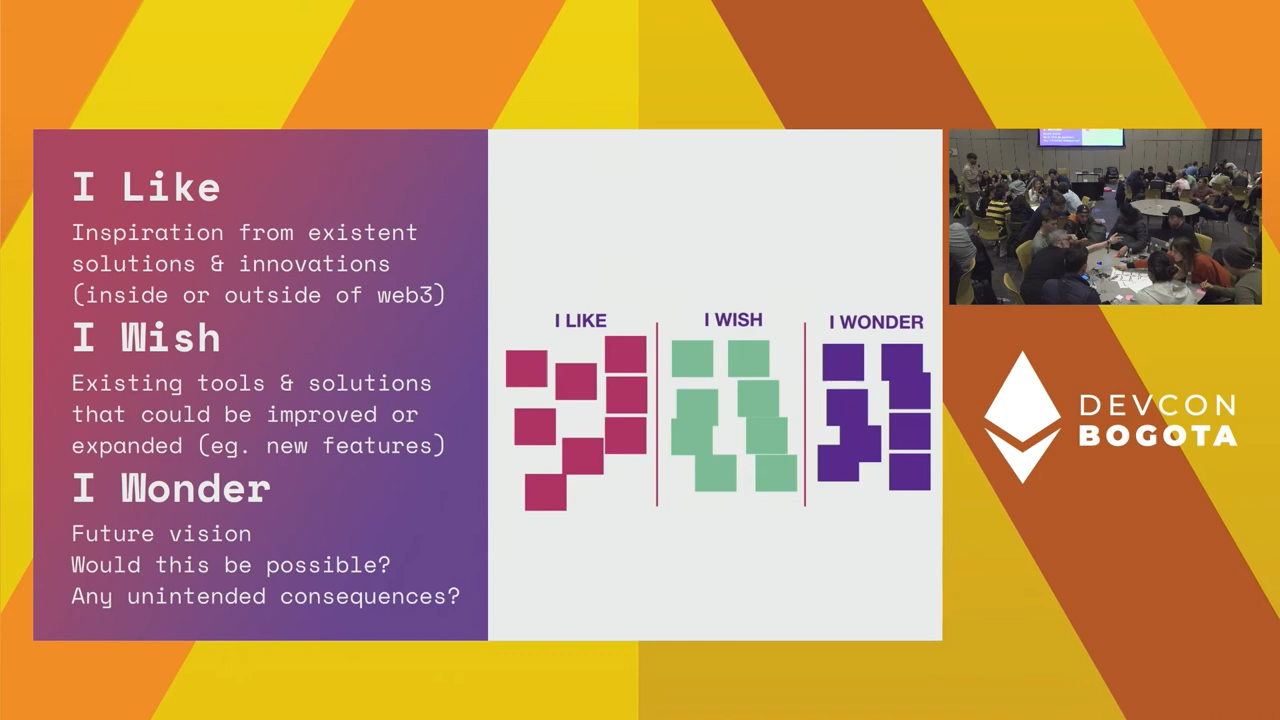 I Like
Inspiration from existent
solutions & innovations
(inside or outside of web3)
I Wish
Existing tools & solutions
that could be improved or
expanded (eg. new features)
I Wonder
Future vision
Would this be possible?
Any unintended consequences?
I LIKE
I WISH
I WONDER
DEVCON
BOGOTA